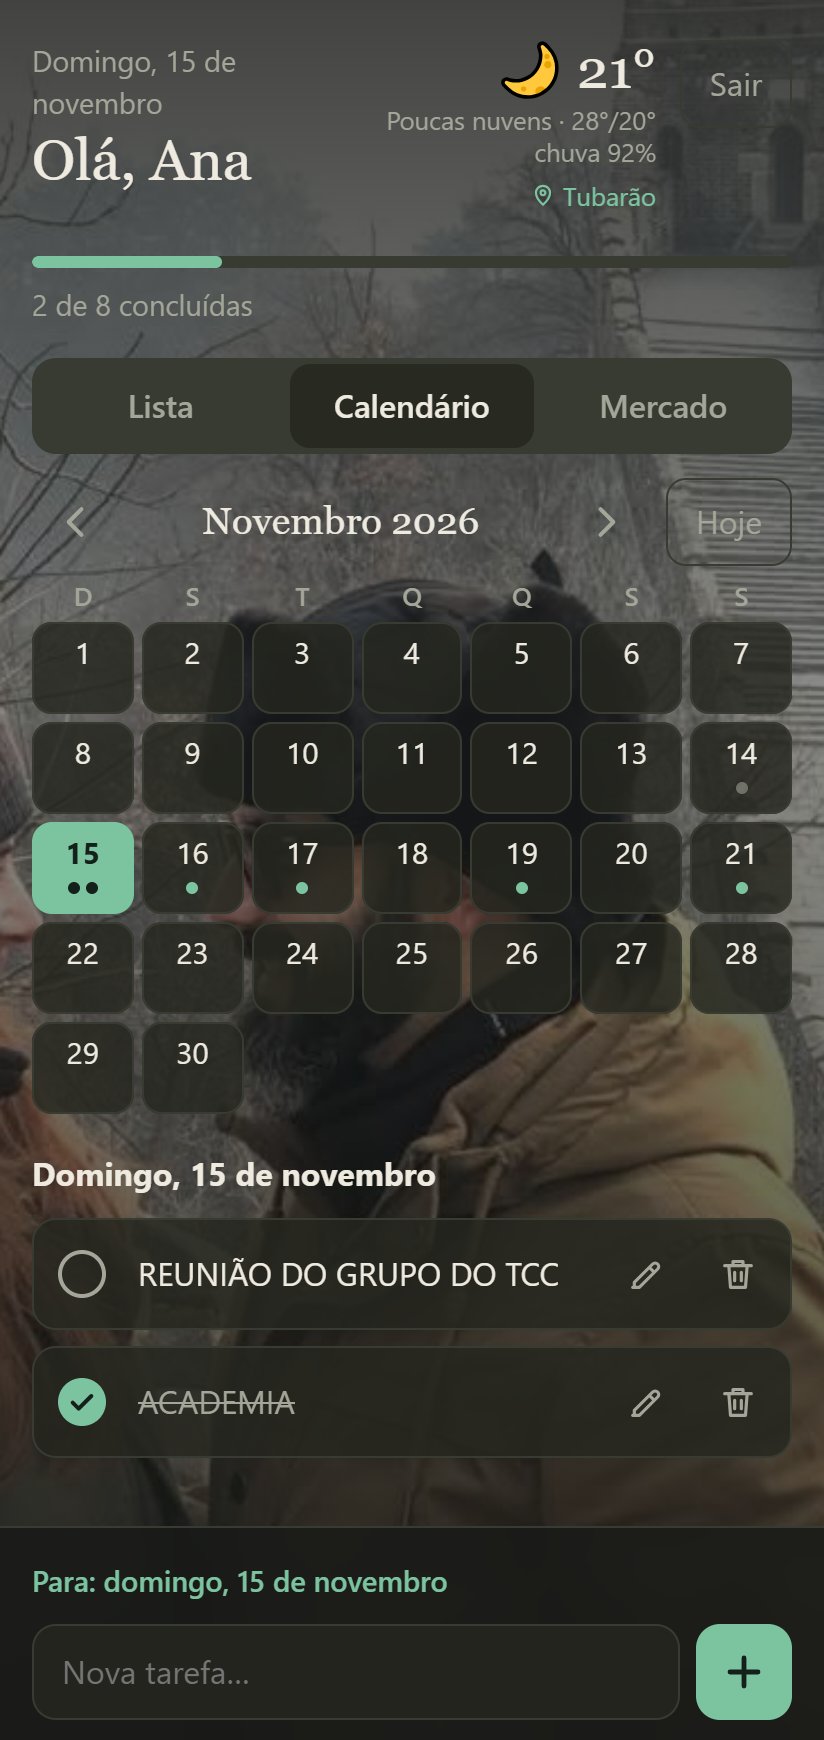 Domingo, 15 de
novembro
Olá, Ana
21°
Sair
Poucas nuvens · 28°/20°
chuva 92%
Tubarão
2 de 8 concluídas
Lista
Calendário
Mercado
Novembro 2026
Hoje
D S T Q Q S S
1 2 3 4 5 6 7
8 9 10 11 12 13 14
15 16 17 18 19 20 21
22 23 24 25 26 27 28
29 30
Domingo, 15 de novembro
REUNIÃO DO GRUPO DO TCC
ACADEMIA
Para: domingo, 15 de novembro
Nova tarefa...